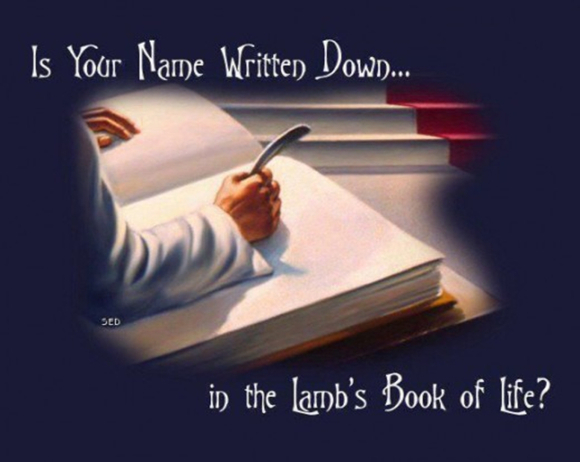 Is Your Name Written Down...
SED
in the Lamb's Book of Life?